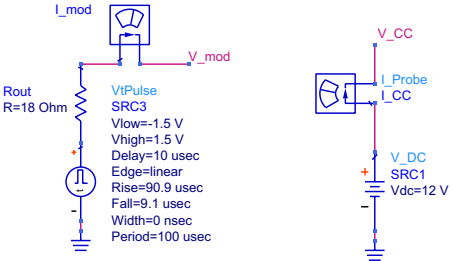 I_mod
V_mod
Rout
R=18 Ohm
VtPulse
SRC3
Vlow=-1.5 V
Vhigh=1.5 V
Delay=10 usec
Edge=linear
Rise=90.9 usec
Fall=9.1 usec
Width=0 nsec
Period=100 usec
+
-
V_CC
I_Probe
I_CC
V_DC
SRC1
Vdc=12 V
+
-